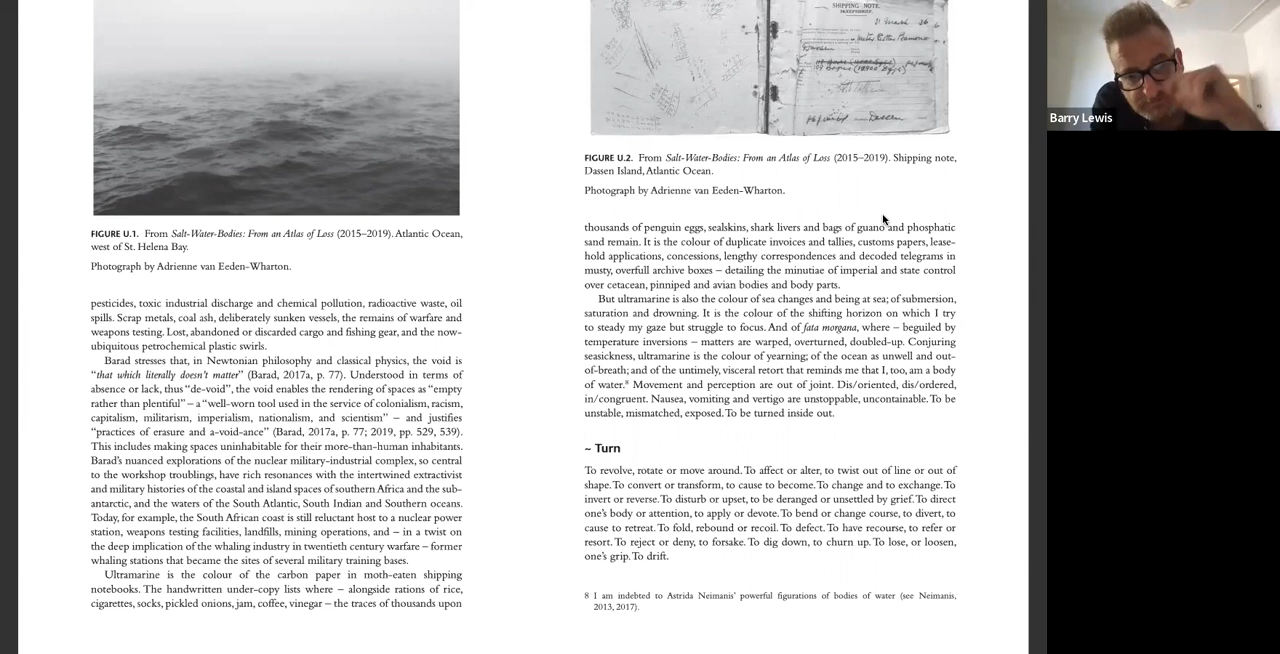 FIGURE U.1. From Salt-Water-Bodies: From an Atlas of Loss (2015–2019). Atlantic Ocean,
west of St. Helena Bay.
Photograph by Adrienne van Eeden-Wharton.
pesticides, toxic industrial discharge and chemical pollution, radioactive waste, oil
spills. Scrap metals, coal ash, deliberately sunken vessels, the remains of warfare and
weapons testing. Lost, abandoned or discarded cargo and fishing gear, and the now-
ubiquitous petrochemical plastic swirls.
Barad stresses that, in Newtonian philosophy and classical physics, the void is
“that which literally doesn’t matter” (Barad, 2017a, p. 77). Understood in terms of
absence or lack, thus “de-void”, the void enables the rendering of spaces as “empty
rather than plentiful” – a “well-worn tool used in the service of colonialism, racism,
capitalism, militarism, imperialism, nationalism, and scientism” – and justifies
“practices of erasure and a-void-ance” (Barad, 2017a, p. 77; 2019, pp. 529, 539).
This includes making spaces uninhabitable for their more-than-human inhabitants.
Barad’s nuanced explorations of the nuclear military-industrial complex, so central
to the workshop troublings, have rich resonances with the intertwined extractivist
and military histories of the coastal and island spaces of southern Africa and the sub-
antarctic, and the waters of the South Atlantic, South Indian and Southern oceans.
Today, for example, the South African coast is still reluctant host to a nuclear power
station, weapons testing facilities, landfills, mining operations, and – in a twist on
the deep implication of the whaling industry in twentieth century warfare – former
whaling stations that became the sites of several military training bases.
Ultramarine is the colour of the carbon paper in moth-eaten shipping
notebooks. The handwritten under-copy lists where – alongside rations of rice,
cigarettes, socks, pickled onions, jam, coffee, vinegar – the traces of thousands upon
SHIPPING NOTE.
FIGURE U.2. From Salt-Water-Bodies: From an Atlas of Loss (2015–2019). Shipping note,
Dassen Island, Atlantic Ocean.
Photograph by Adrienne van Eeden-Wharton.
thousands of penguin eggs, sealskins, shark livers and bags of guano and phosphatic
sand remain. It is the colour of duplicate invoices and tallies, customs papers, lease-
hold applications, concessions, lengthy correspondences and decoded telegrams in
musty, overfull archive boxes – detailing the minutiae of imperial and state control
over cetacean, pinniped and avian bodies and body parts.
But ultramarine is also the colour of sea changes and being at sea; of submersion,
saturation and drowning. It is the colour of the shifting horizon on which I try
to steady my gaze but struggle to focus. And of fata morgana, where – beguiled by
temperature inversions – matters are warped, overturned, doubled-up. Conjuring
seasickness, ultramarine is the colour of yearning; of the ocean as unwell and out-
of-breath; and of the untimely, visceral retort that reminds me that I, too, am a body
of water.8 Movement and perception are out of joint. Dis/oriented, dis/ordered,
in/congruent. Nausea, vomiting and vertigo are unstoppable, uncontainable. To be
unstable, mismatched, exposed. To be turned inside out.
~ Turn
To revolve, rotate or move around. To affect or alter, to twist out of line or out of
shape. To convert or transform, to cause to become. To change and to exchange. To
invert or reverse. To disturb or upset, to be deranged or unsettled by grief. To direct
one’s body or attention, to apply or devote. To bend or change course, to divert, to
cause to retreat. To fold, rebound or recoil. To defect. To have recourse, to refer or
resort. To reject or deny, to forsake. To dig down, to churn up. To lose, or loosen,
one’s grip. To drift.
8 I am indebted to Astrida Neimanis’ powerful figurations of bodies of water (see Neimanis,
2013, 2017).
Barry Lewis